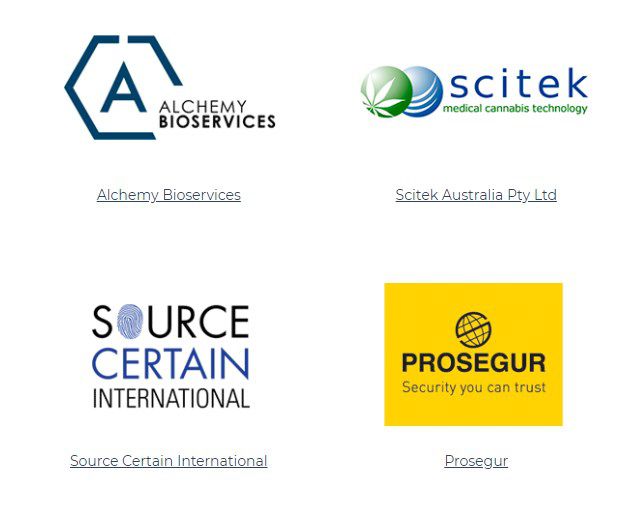 A
ALCHEMY
BIOSERVICES
Alchemy Bioservices
scitek
medical cannabis technology
Scitek Australia Pty Ltd
SOURCE
CERTAIN
INTERNATIONAL
Source Certain International
PROSEGUR
Security you can trust
Prosegur